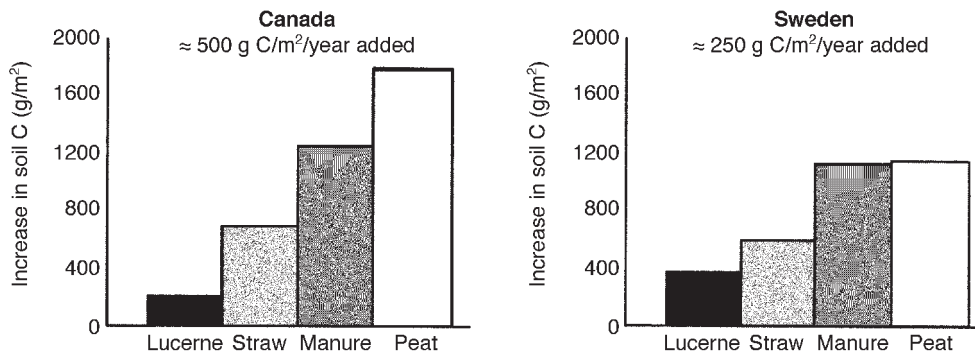 Canada
≈ 500 g C/m²/year added
Increase in soil C (g/m²)
2000
1600
1200
800
400
0
Lucerne Straw Manure Peat
Sweden
≈ 250 g C/m²/year added
Increase in soil C (g/m²)
2000
1600
1200
800
400
0
Lucerne Straw Manure Peat